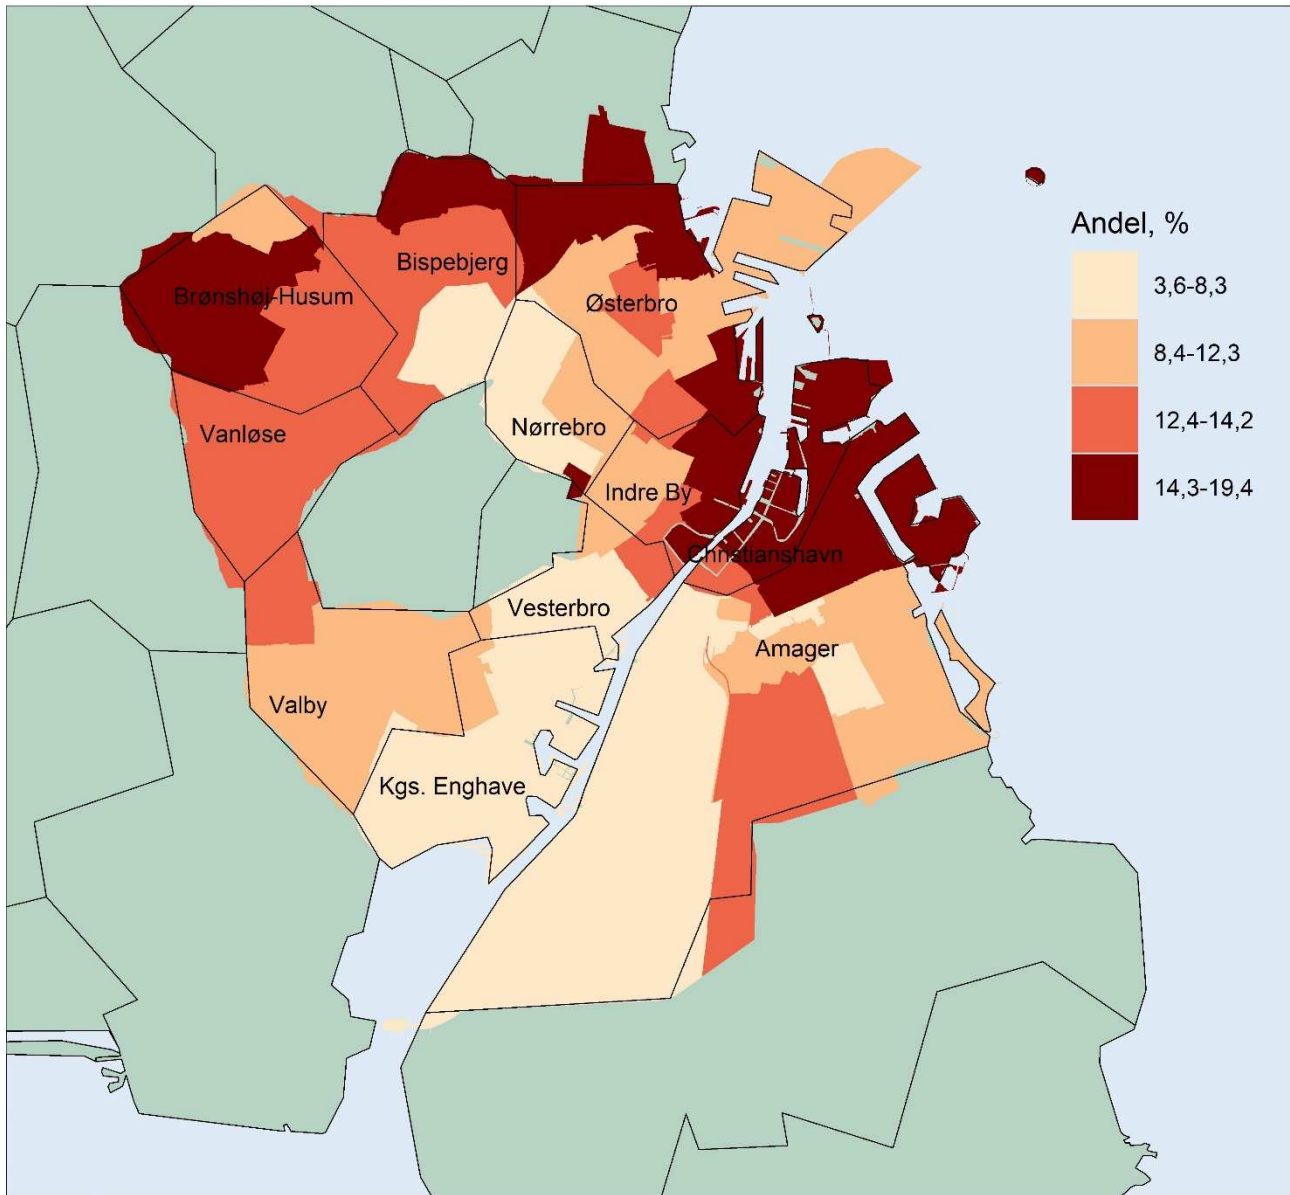 Andel, %
3,6-8,3
8,4-12,3
12,4-14,2
14,3-19,4
Bispebjerg
Brønshøj-Husum
Østerbro
Nørrebro
Vanløse
Indre By
Christianshavn
Vesterbro
Amager
Valby
Kgs. Enghave